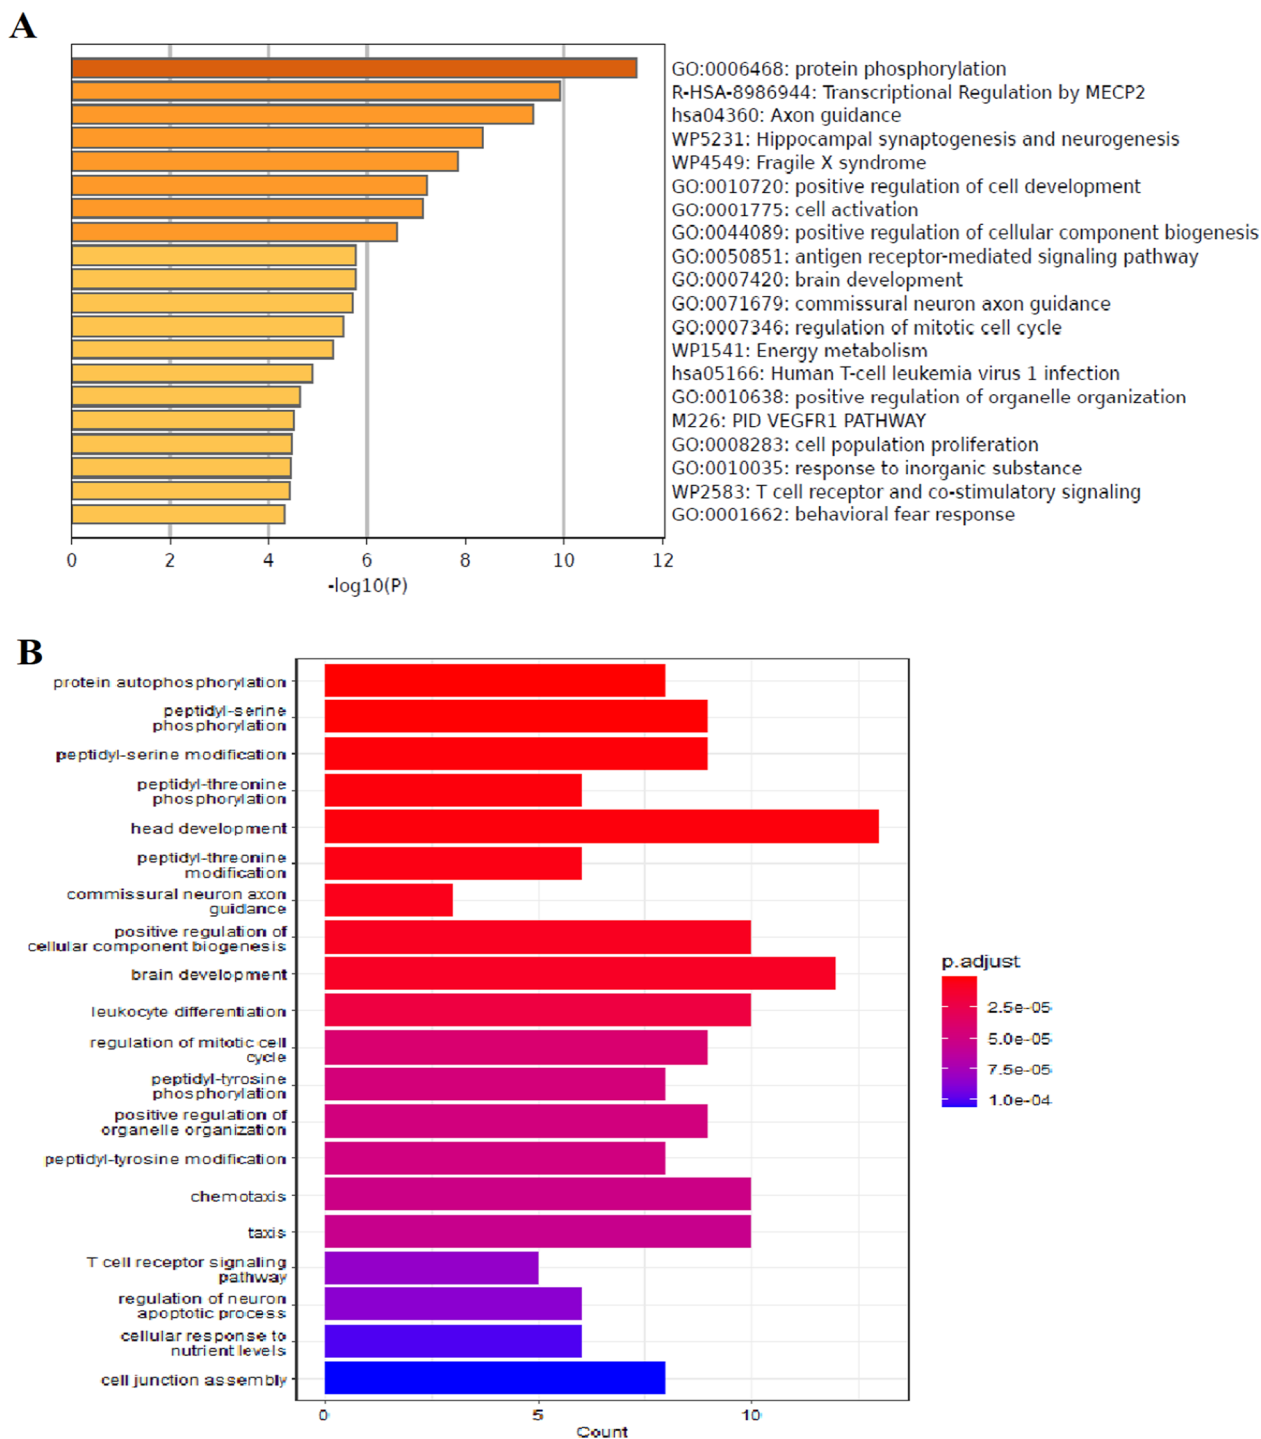 A
GO:0006468: protein phosphorylation
R-HSA-8986944: Transcriptional Regulation by MECP2
hsa04360: Axon guidance
WP5231: Hippocampal synaptogenesis and neurogenesis
WP4549: Fragile X syndrome
GO:0010720: positive regulation of cell development
GO:0001775: cell activation
GO:0044089: positive regulation of cellular component biogenesis
GO:0050851: antigen receptor-mediated signaling pathway
GO:0007420: brain development
GO:0071679: commissural neuron axon guidance
GO:0007346: regulation of mitotic cell cycle
WP1541: Energy metabolism
hsa05166: Human T-cell leukemia virus 1 infection
GO:0010638: positive regulation of organelle organization
M226: PID VEGFR1 PATHWAY
GO:0008283: cell population proliferation
GO:0010035: response to inorganic substance
WP2583: T cell receptor and co-stimulatory signaling
GO:0001662: behavioral fear response
0 2 4 6 8 10 12
-log10(P)
B
protein autophosphorylation
peptidyl-serine
phosphorylation
peptidyl-serine modification
peptidyl-threonine
phosphorylation
head development
peptidyl-threonine
modification
commissural neuron axon
guidance
positive regulation of
cellular component biogenesis
brain development
leukocyte differentiation
regulation of mitotic cell
cycle
peptidyl-tyrosine
phosphorylation
positive regulation of
organelle organization
peptidyl-tyrosine modification
chemotaxis
taxis
T cell receptor signaling
pathway
regulation of neuron
apoptotic process
cellular response to
nutrient levels
cell junction assembly
0 5 10
Count
p.adjust
2.5e-05
5.0e-05
7.5e-05
1.0e-04